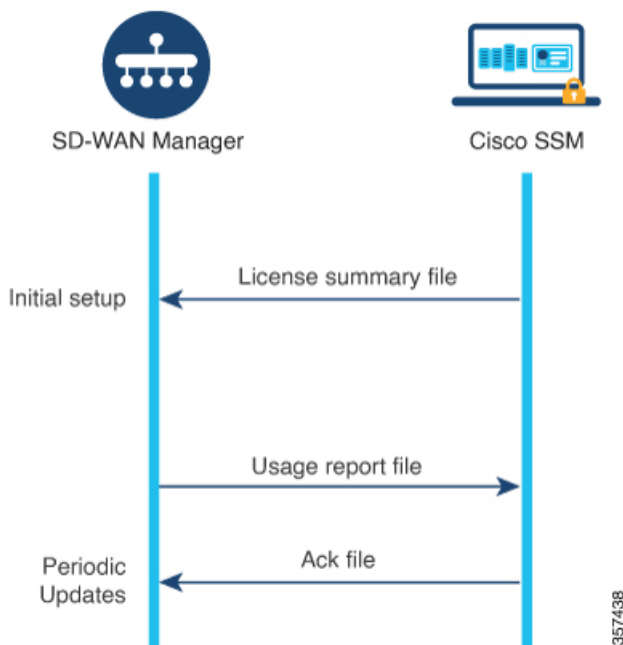 SD-WAN Manager
Cisco SSM
License summary file
Initial setup
Usage report file
Ack file
Periodic
Updates
357438